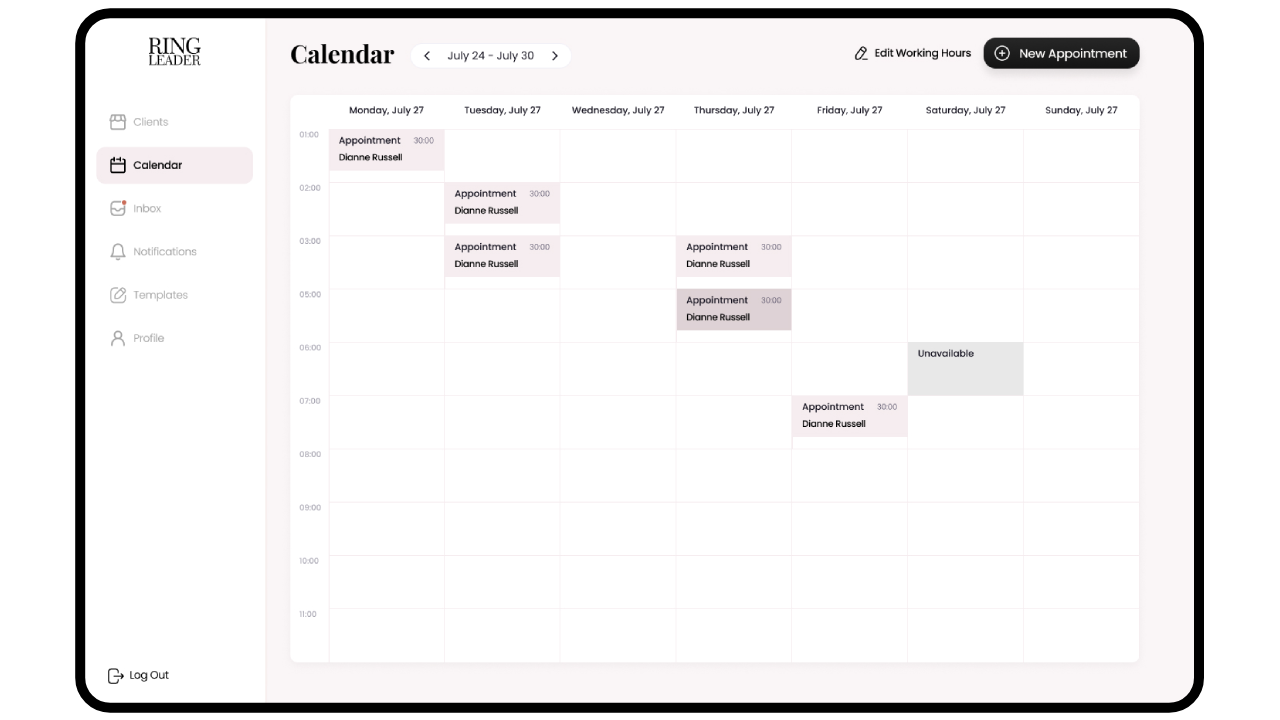 RING
LEADER
Calendar
July 24 - July 30
Edit Working Hours
New Appointment
Clients
Calendar
Inbox
Notifications
Templates
Profile
Log Out
Monday, July 27
Tuesday, July 27
Wednesday, July 27
Thursday, July 27
Friday, July 27
Saturday, July 27
Sunday, July 27
01:00
Appointment 30:00
Dianne Russell
02:00
Appointment 30:00
Dianne Russell
03:00
Appointment 30:00
Dianne Russell
Appointment 30:00
Dianne Russell
05:00
Appointment 30:00
Dianne Russell
06:00
Unavailable
07:00
Appointment 30:00
Dianne Russell
08:00
09:00
10:00
11:00